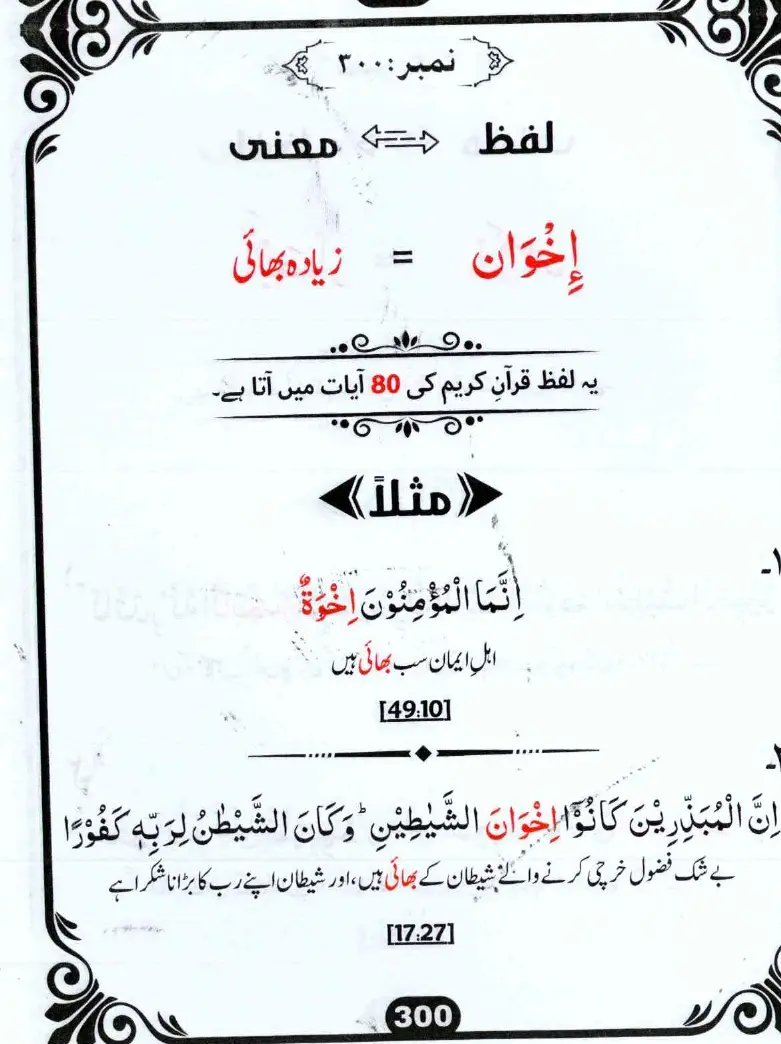 نمبر: ۳۰۰
لفظ ⇐⇒ معنی
إِخْوَان = زیادہ بھائی
یہ لفظ قرآنِ کریم کی 80 آیات میں آتا ہے۔
مثلاً
۱-
اِنَّمَا الْمُؤْمِنُوْنَ اِخْوَةٌ
اہلِ ایمان سب بھائی ہیں
[49:10]
اِنَّ الْمُبَذِّرِيْنَ كَانُوْۤا اِخْوَانَ الشَّيٰطِيْنِ ؕ وَكَانَ الشَّيْطٰنُ لِرَبِّهٖ كَفُوْرًا
بے شک فضول خرچی کرنے والے شیطان کے بھائی ہیں، اور شیطان اپنے رب کا بڑا ناشکرا ہے
[17:27]
300